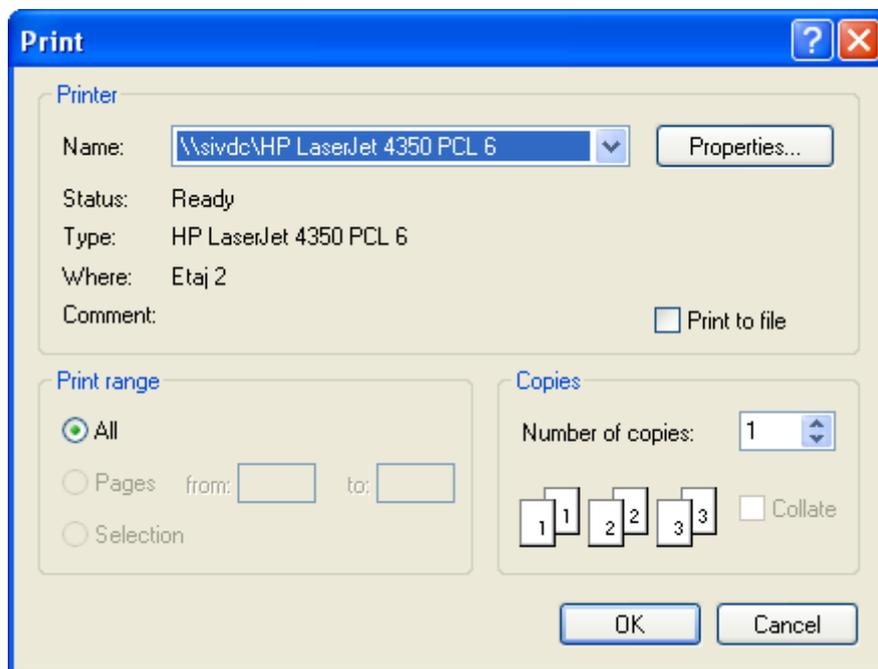 Print
Printer
Name: \\sivdc\HP LaserJet 4350 PCL 6 Properties...
Status: Ready
Type: HP LaserJet 4350 PCL 6
Where: Etaj 2
Comment:
Print to file
Print range
All
Pages from: to:
Selection
Copies
Number of copies: 1
1 1 2 2 3 3 Collate
OK Cancel